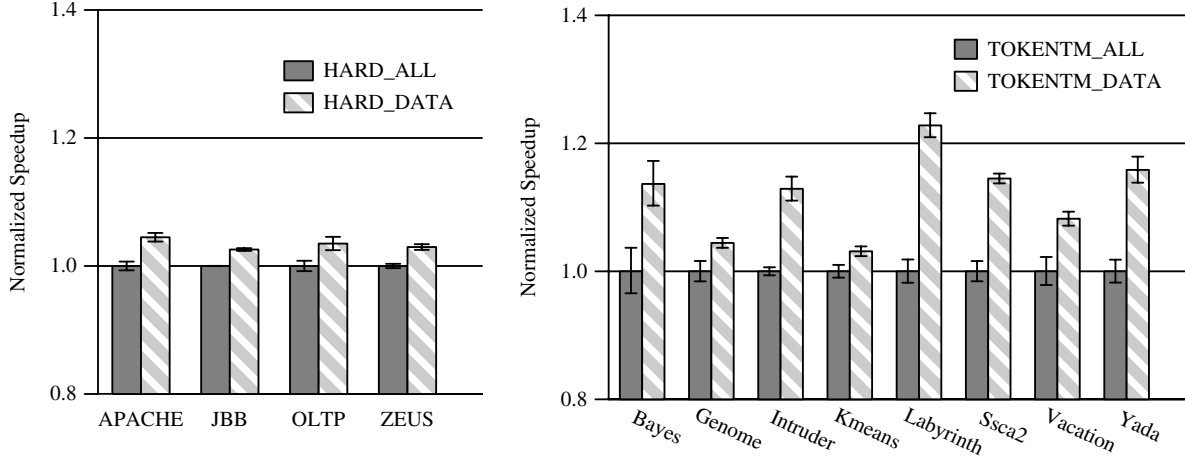 1.4
1.2
1.0
0.8
Normalized Speedup
HARD_ALL
HARD_DATA
APACHE
JBB
OLTP
ZEUS
1.4
1.2
1.0
0.8
Normalized Speedup
TOKENTM_ALL
TOKENTM_DATA
Bayes
Genome
Intruder
Kmeans
Labyrinth
Ssca2
Vacation
Yada